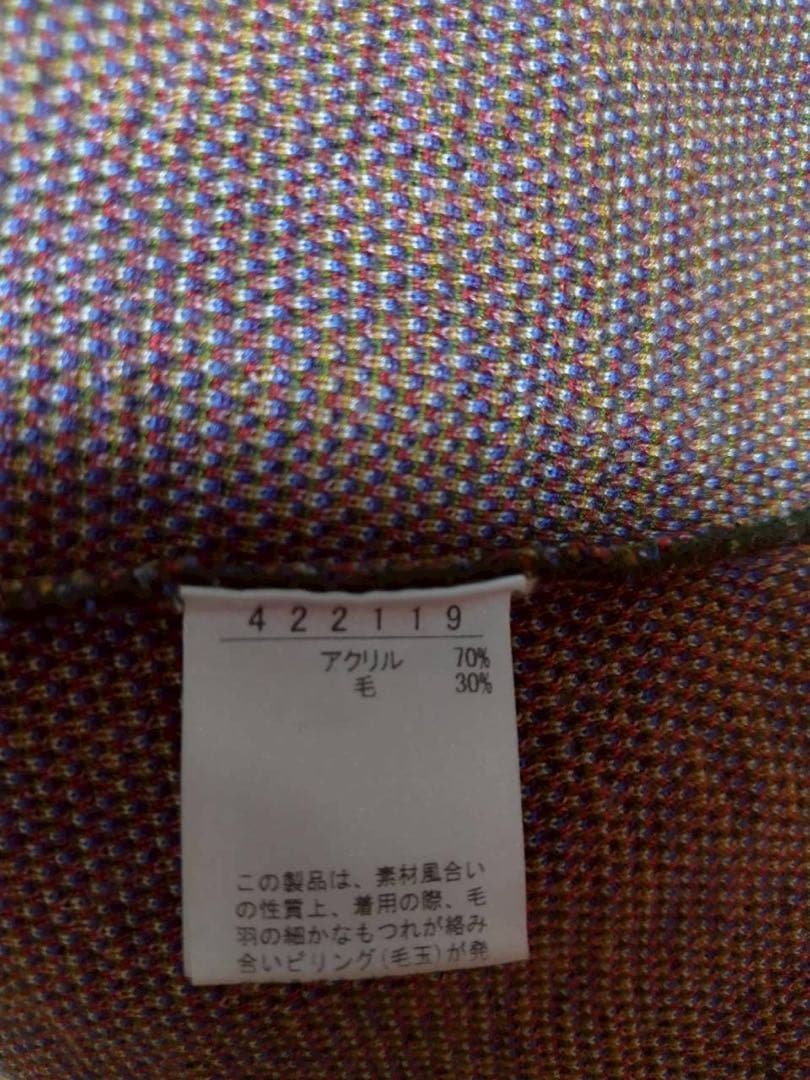 422119
アクリル 70%
毛 30%
この製品は、素材風合い
の性質上、着用の際、毛
羽の細かなもつれが絡み
合いピリング(毛玉)が発